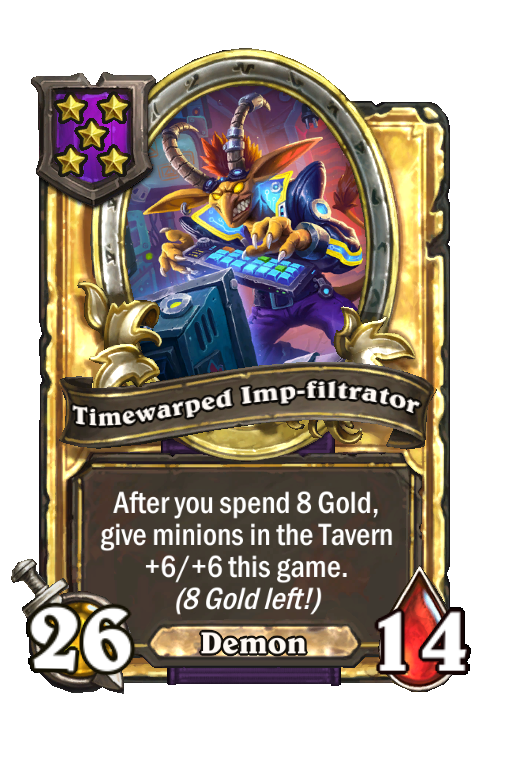 Timewarped Imp-filtrator
After you spend 8 Gold,
give minions in the Tavern
+6/+6 this game.
(8 Gold left!)
26
Demon
14